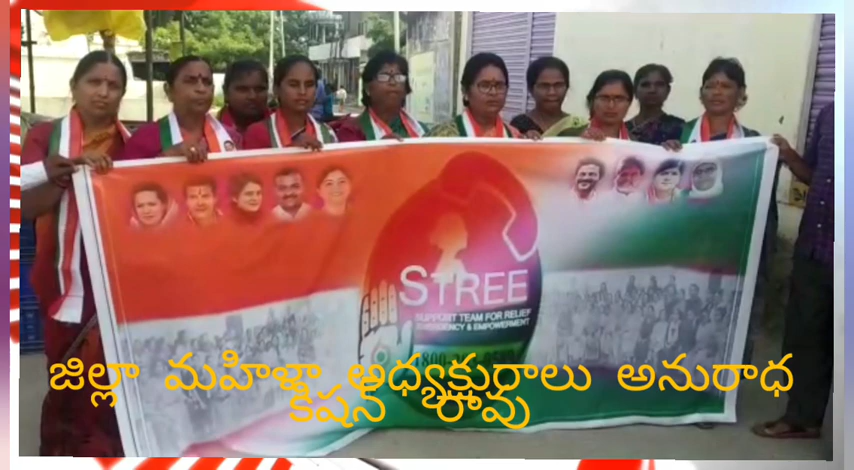 STREE
SUPPORT TEAM FOR RELIEF
EMERGENCY & EMPOWERMENT
జిల్లా మహిళా అధ్యక్షురాలు అనురాధ
కిషన్ రావు